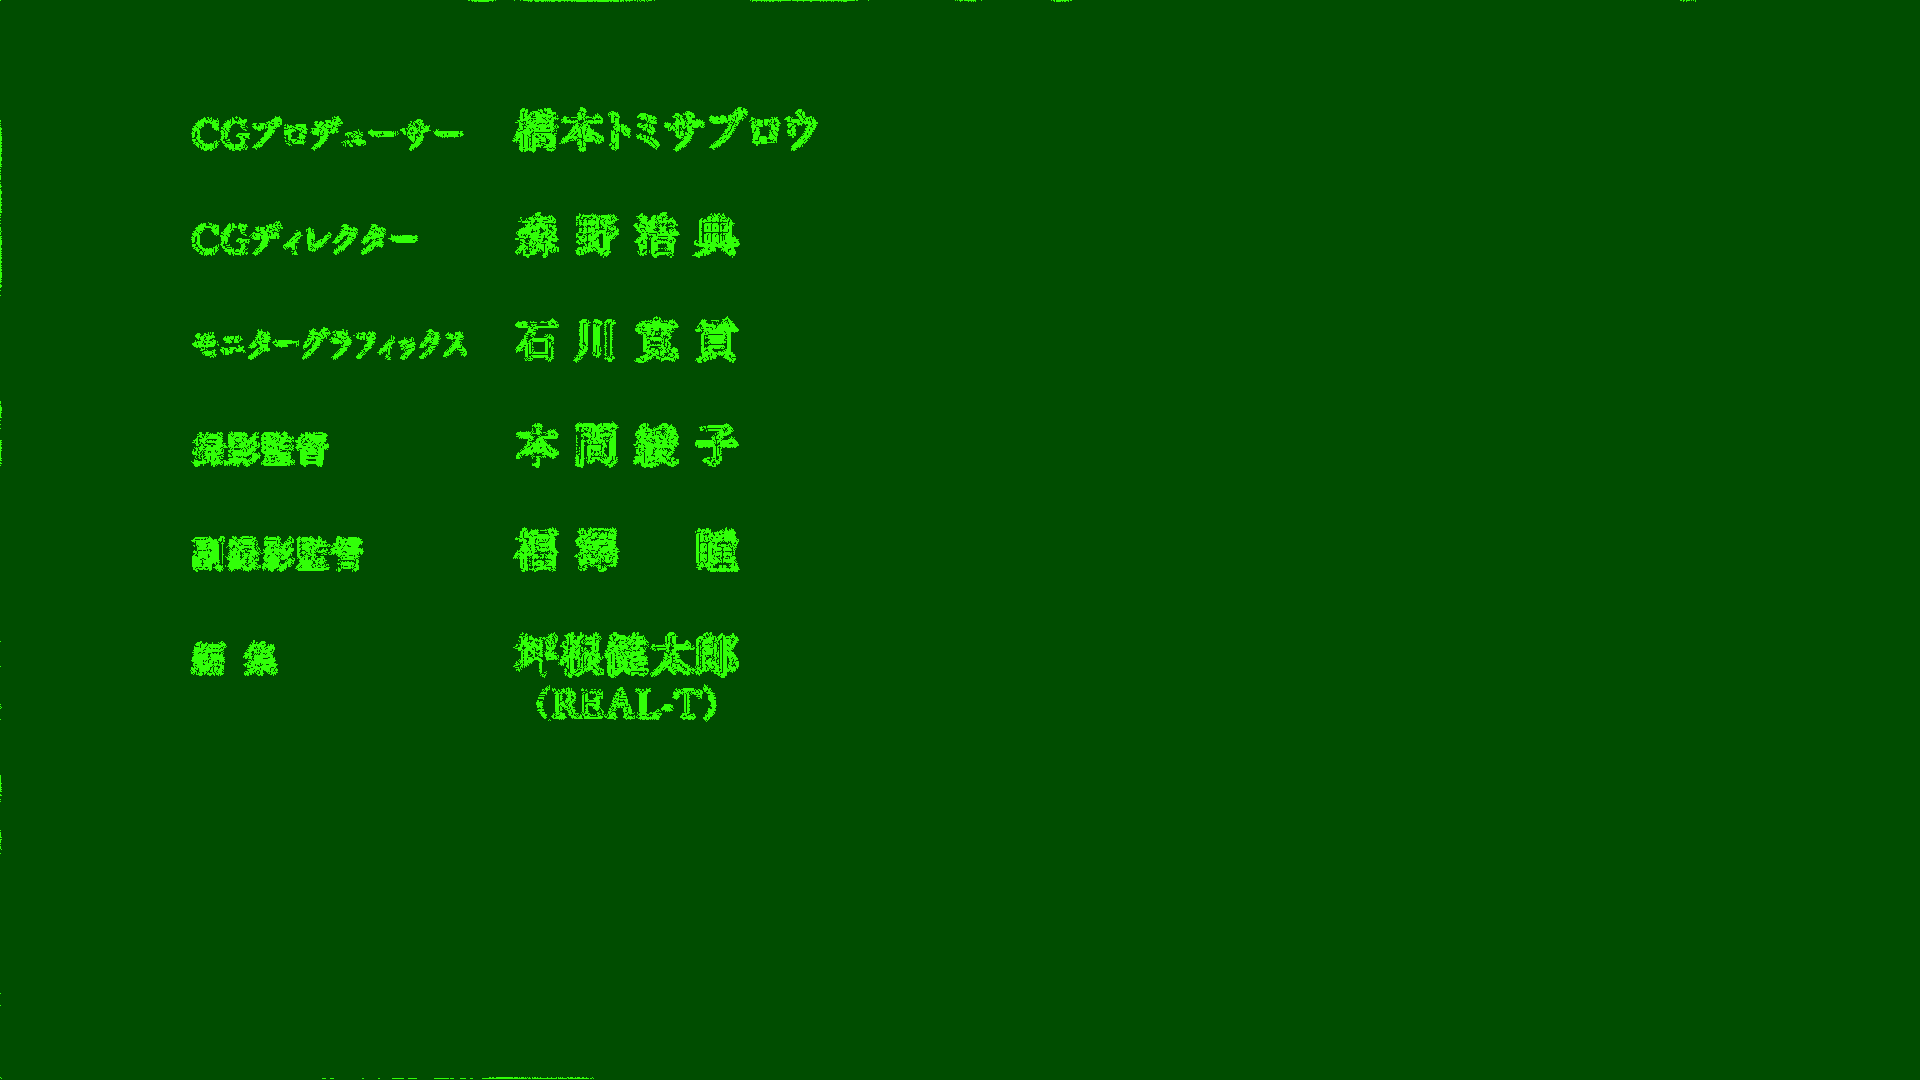 CGプロデューサー 橋本トミサブロウ
CGディレクター 森野浩典
モニターグラフィックス 石川寛貢
撮影監督 本間綾子
副撮影監督 福澤 瞳
編集 坪根健太郎
(REAL-T)